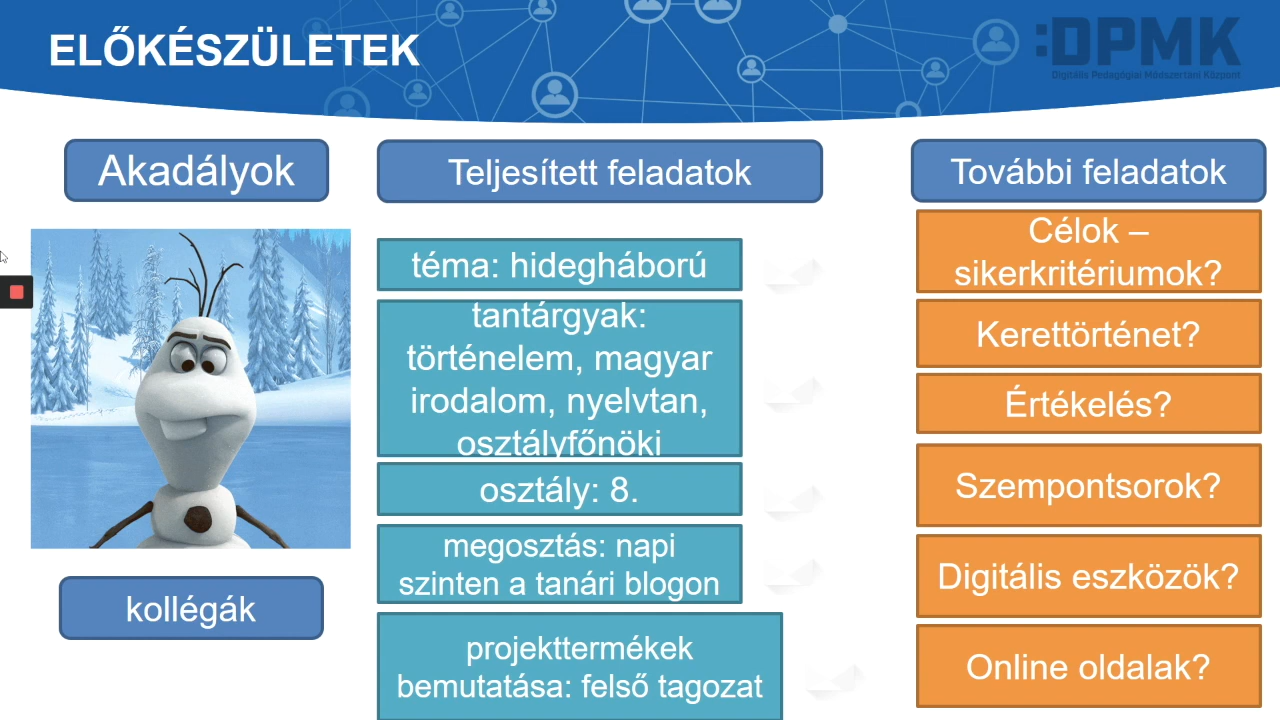 ELŐKÉSZÜLETEK
:DPMK
Digitális Pedagógiai Módszertani Központ
Akadályok
kollégák
Teljesített feladatok
téma: hidegháború
tantárgyak:
történelem, magyar
irodalom, nyelvtan,
osztályfőnöki
osztály: 8.
megosztás: napi
szinten a tanári blogon
projekttermékek
bemutatása: felső tagozat
További feladatok
Célok –
sikerkritériumok?
Kerettörténet?
Értékelés?
Szempontsorok?
Digitális eszközök?
Online oldalak?